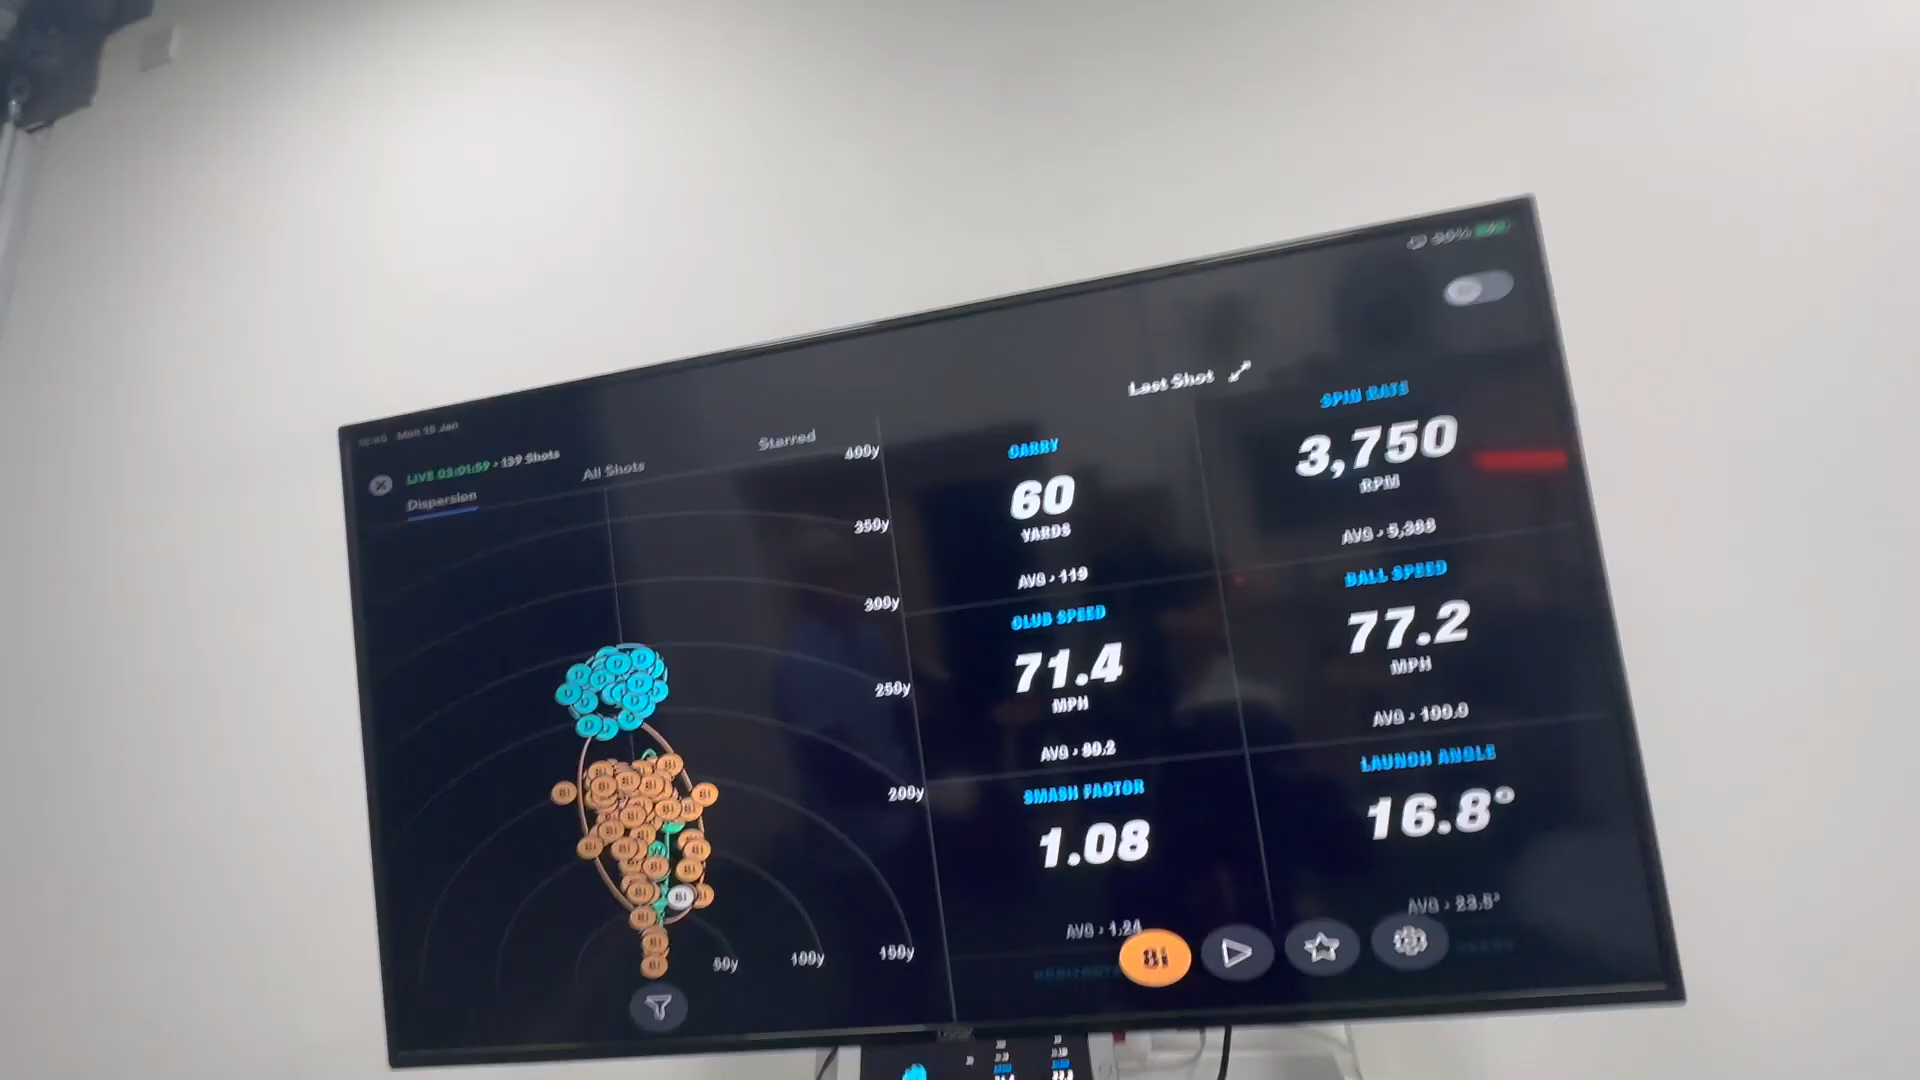 Mon 15 Jan
LIVE 03:01:59 • 139 Shots
Dispersion
All Shots
Starred
400y
350y
300y
250y
200y
150y
100y
50y
Last Shot
CARRY
60
YARDS
AVG • 119
SPIN RATE
3,750
RPM
AVG • 5,388
CLUB SPEED
71.4
MPH
AVG • 80.2
BALL SPEED
77.2
MPH
AVG • 100.0
SMASH FACTOR
1.08
AVG • 1.24
LAUNCH ANGLE
16.8°
AVG • 23.5°
8i